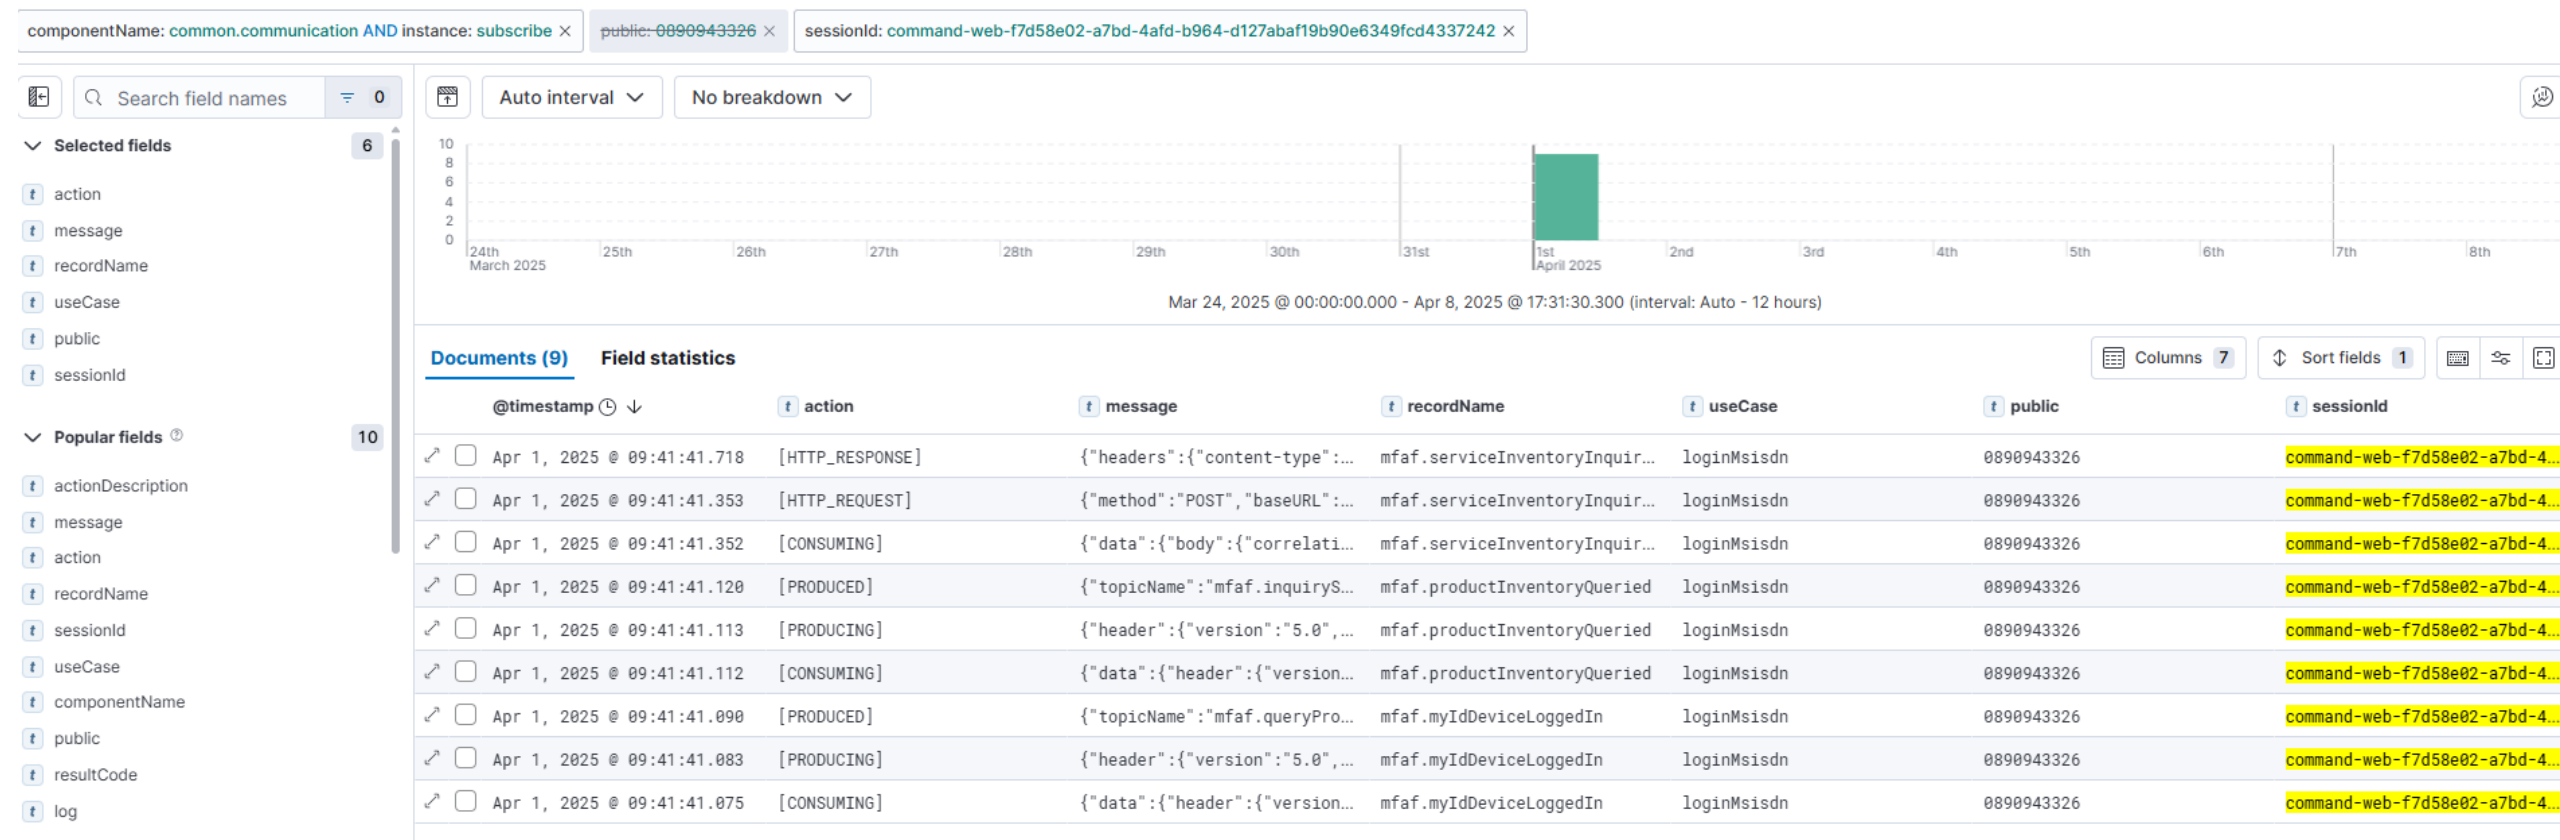 componentName: common.communication AND instance: subscribe ×
public: 0890943326 ×
sessionId: command-web-f7d58e02-a7bd-4afd-b964-d127abaf19b90e6349fcd4337242 ×
Search field names
0
Auto interval
No breakdown
Selected fields 6
t action
t message
t recordName
t useCase
t public
t sessionId
Popular fields 10
t actionDescription
t message
t action
t recordName
t sessionId
t useCase
t componentName
t public
t resultCode
t log
10
8
6
4
2
0
24th 25th 26th 27th 28th 29th 30th 31st 1st 2nd 3rd 4th 5th 6th 7th 8th
March 2025 April 2025
Mar 24, 2025 @ 00:00:00.000 - Apr 8, 2025 @ 17:31:30.300 (interval: Auto - 12 hours)
Documents (9) Field statistics
Columns 7 Sort fields 1
@timestamp t action t message t recordName t useCase t public t sessionId
Apr 1, 2025 @ 09:41:41.718 [HTTP_RESPONSE] {"headers":{"content-type":... mfaf.serviceInventoryInquir... loginMsisdn 0890943326 command-web-f7d58e02-a7bd-4...
Apr 1, 2025 @ 09:41:41.353 [HTTP_REQUEST] {"method":"POST","baseURL":... mfaf.serviceInventoryInquir... loginMsisdn 0890943326 command-web-f7d58e02-a7bd-4...
Apr 1, 2025 @ 09:41:41.352 [CONSUMING] {"data":{"body":{"correlati... mfaf.serviceInventoryInquir... loginMsisdn 0890943326 command-web-f7d58e02-a7bd-4...
Apr 1, 2025 @ 09:41:41.120 [PRODUCED] {"topicName":"mfaf.inquiryS... mfaf.productInventoryQueried loginMsisdn 0890943326 command-web-f7d58e02-a7bd-4...
Apr 1, 2025 @ 09:41:41.113 [PRODUCING] {"header":{"version":"5.0",... mfaf.productInventoryQueried loginMsisdn 0890943326 command-web-f7d58e02-a7bd-4...
Apr 1, 2025 @ 09:41:41.112 [CONSUMING] {"data":{"header":{"version... mfaf.productInventoryQueried loginMsisdn 0890943326 command-web-f7d58e02-a7bd-4...
Apr 1, 2025 @ 09:41:41.090 [PRODUCED] {"topicName":"mfaf.queryPro... mfaf.myIdDeviceLoggedIn loginMsisdn 0890943326 command-web-f7d58e02-a7bd-4...
Apr 1, 2025 @ 09:41:41.083 [PRODUCING] {"header":{"version":"5.0",... mfaf.myIdDeviceLoggedIn loginMsisdn 0890943326 command-web-f7d58e02-a7bd-4...
Apr 1, 2025 @ 09:41:41.075 [CONSUMING] {"data":{"header":{"version... mfaf.myIdDeviceLoggedIn loginMsisdn 0890943326 command-web-f7d58e02-a7bd-4...